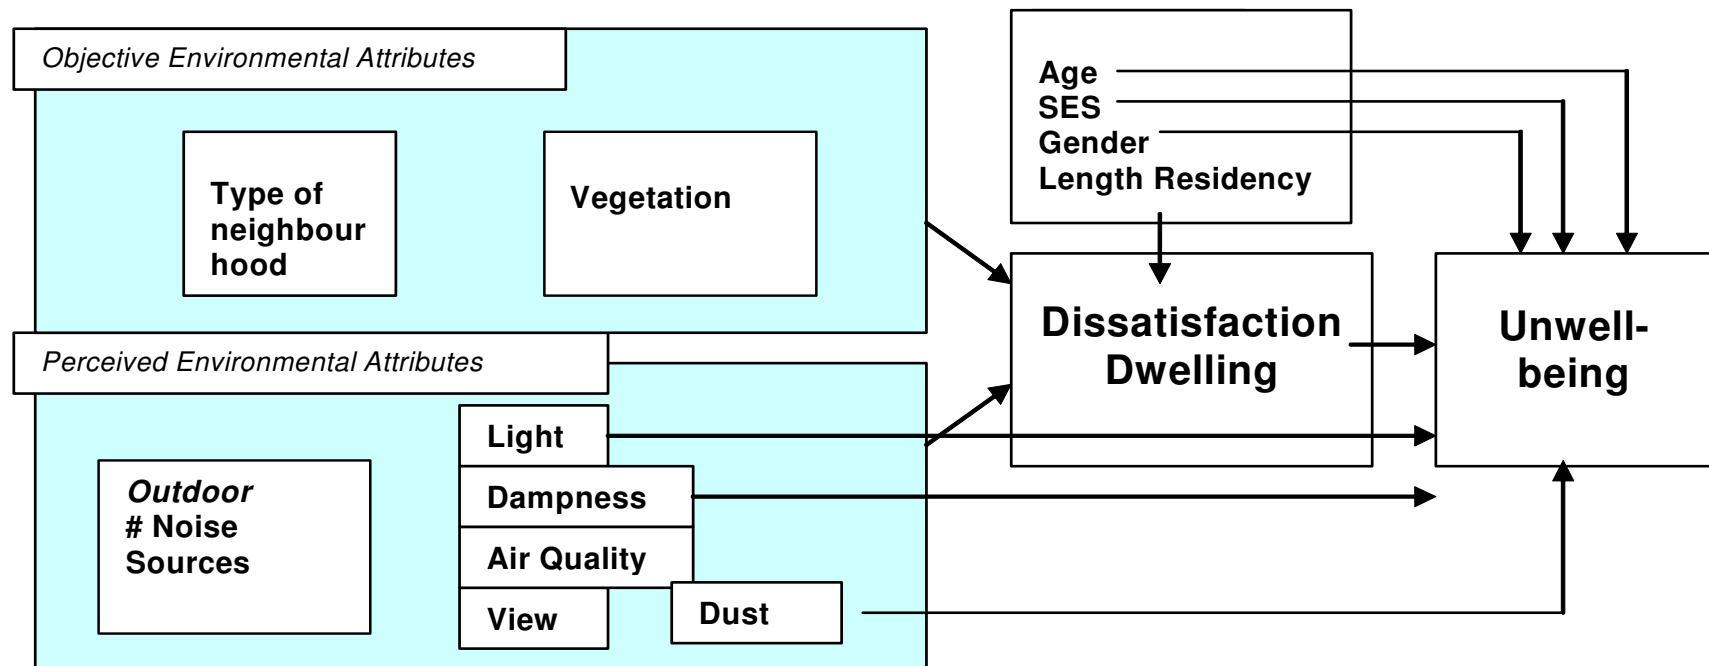 Objective Environmental Attributes
Type of
neighbour
hood
Vegetation
Age
SES
Gender
Length Residency
Dissatisfaction
Dwelling
Unwell-
being
Perceived Environmental Attributes
Outdoor
# Noise
Sources
Light
Dampness
Air Quality
View
Dust